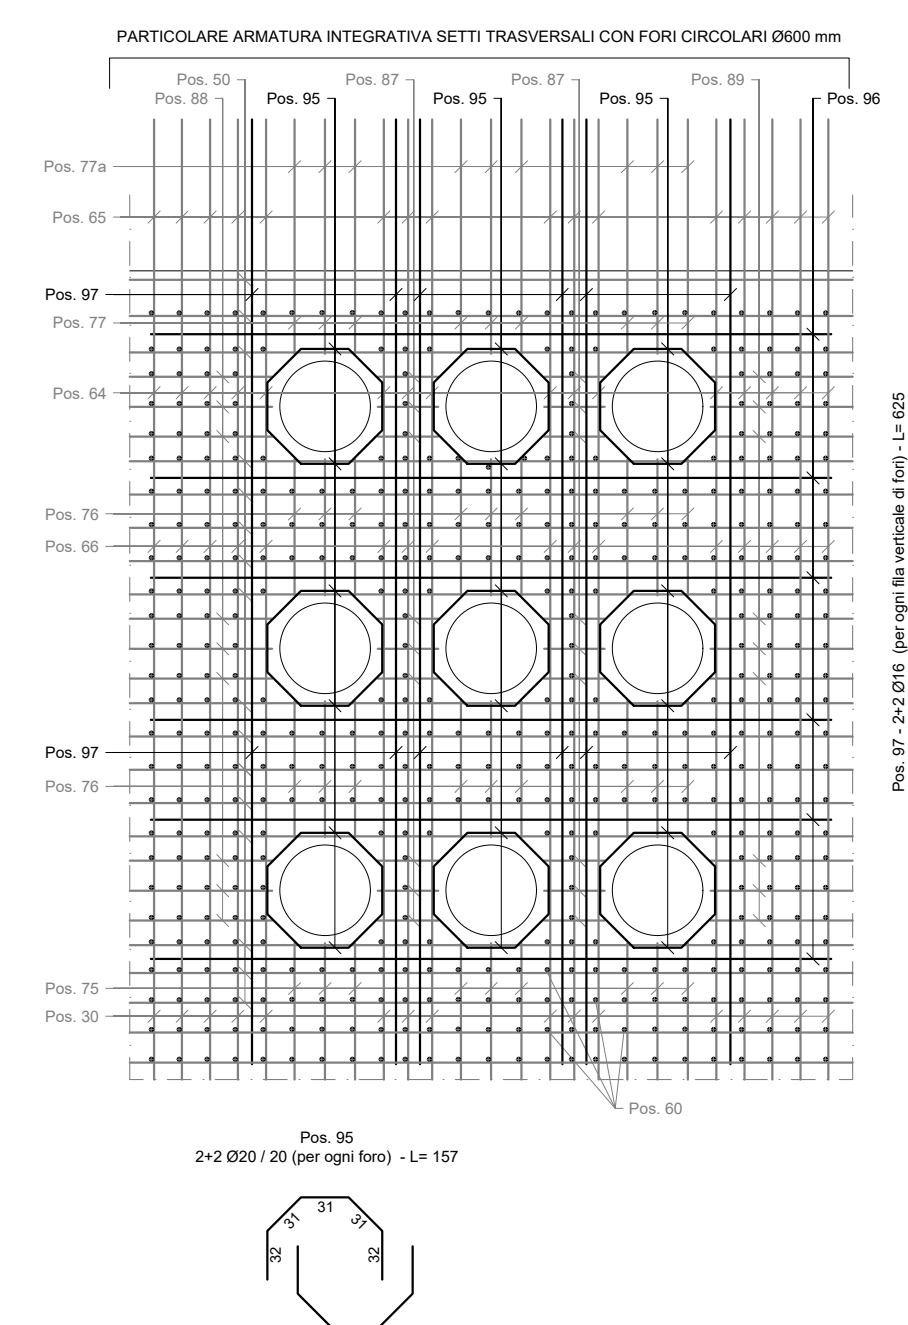 PARTICOLARE ARMATURA INTEGRATIVA SETTI TRASVERSALI CON FORI CIRCOLARI Ø600 mm
Pos. 50
Pos. 87
Pos. 87
Pos. 89
Pos. 88
Pos. 95
Pos. 95
Pos. 95
Pos. 96
Pos. 77a
Pos. 65
Pos. 97
Pos. 77
Pos. 64
Pos. 76
Pos. 66
Pos. 97
Pos. 76
Pos. 75
Pos. 30
Pos. 60
Pos. 97 - 2+2 Ø16 (per ogni fila verticale di fori) - L= 625
Pos. 95
2+2 Ø20 / 20 (per ogni foro) - L= 157
31
31
31
32
32